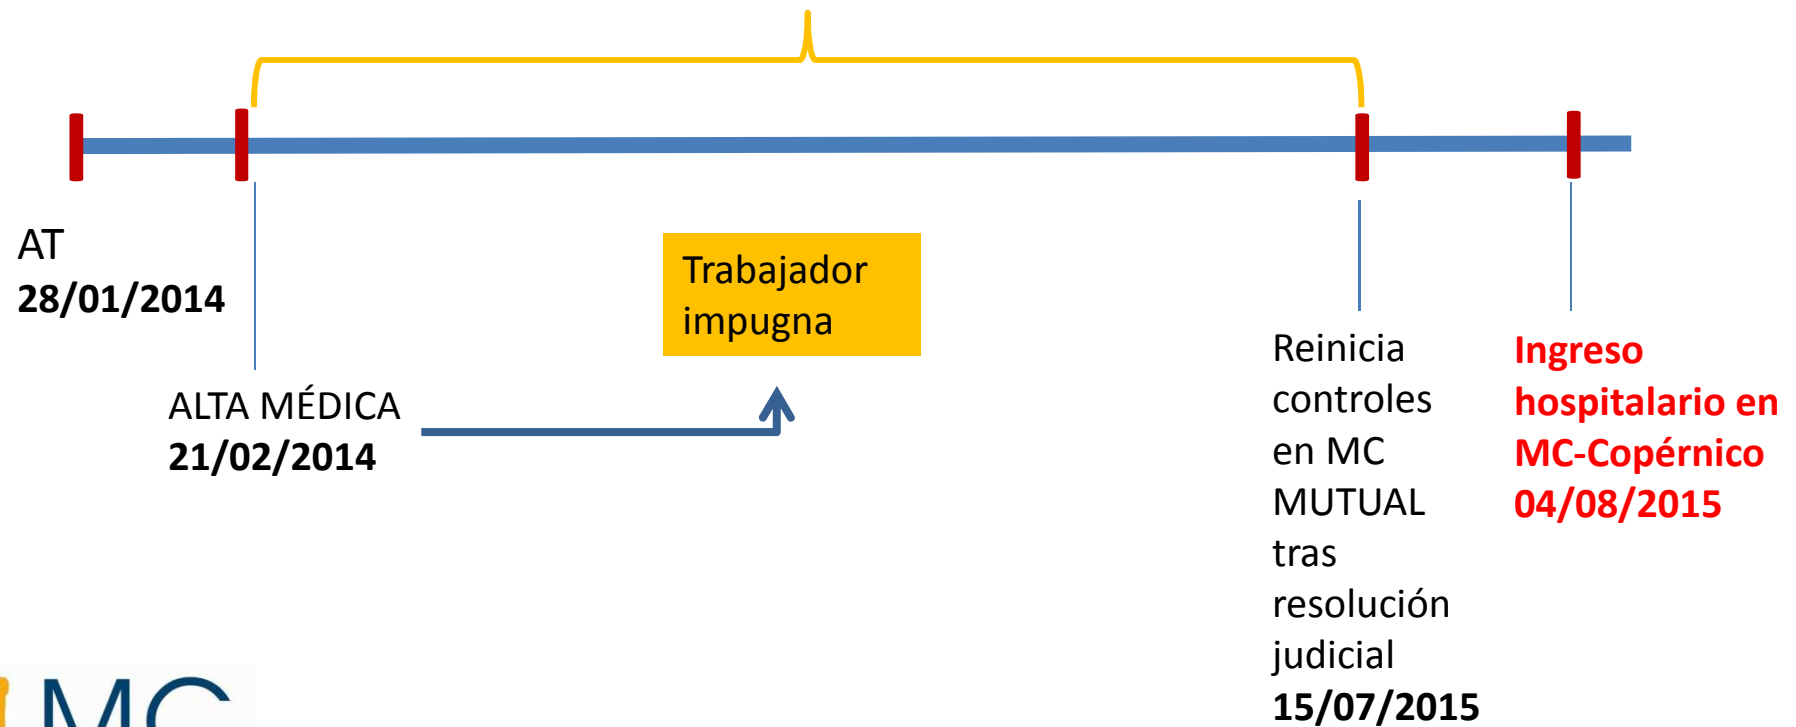 AT
28/01/2014
ALTA MÉDICA
21/02/2014
Trabajador
impugna
Reinicia
controles
en MC
MUTUAL
tras
resolución
judicial
15/07/2015
Ingreso
hospitalario en
MC-Copérnico
04/08/2015
MC